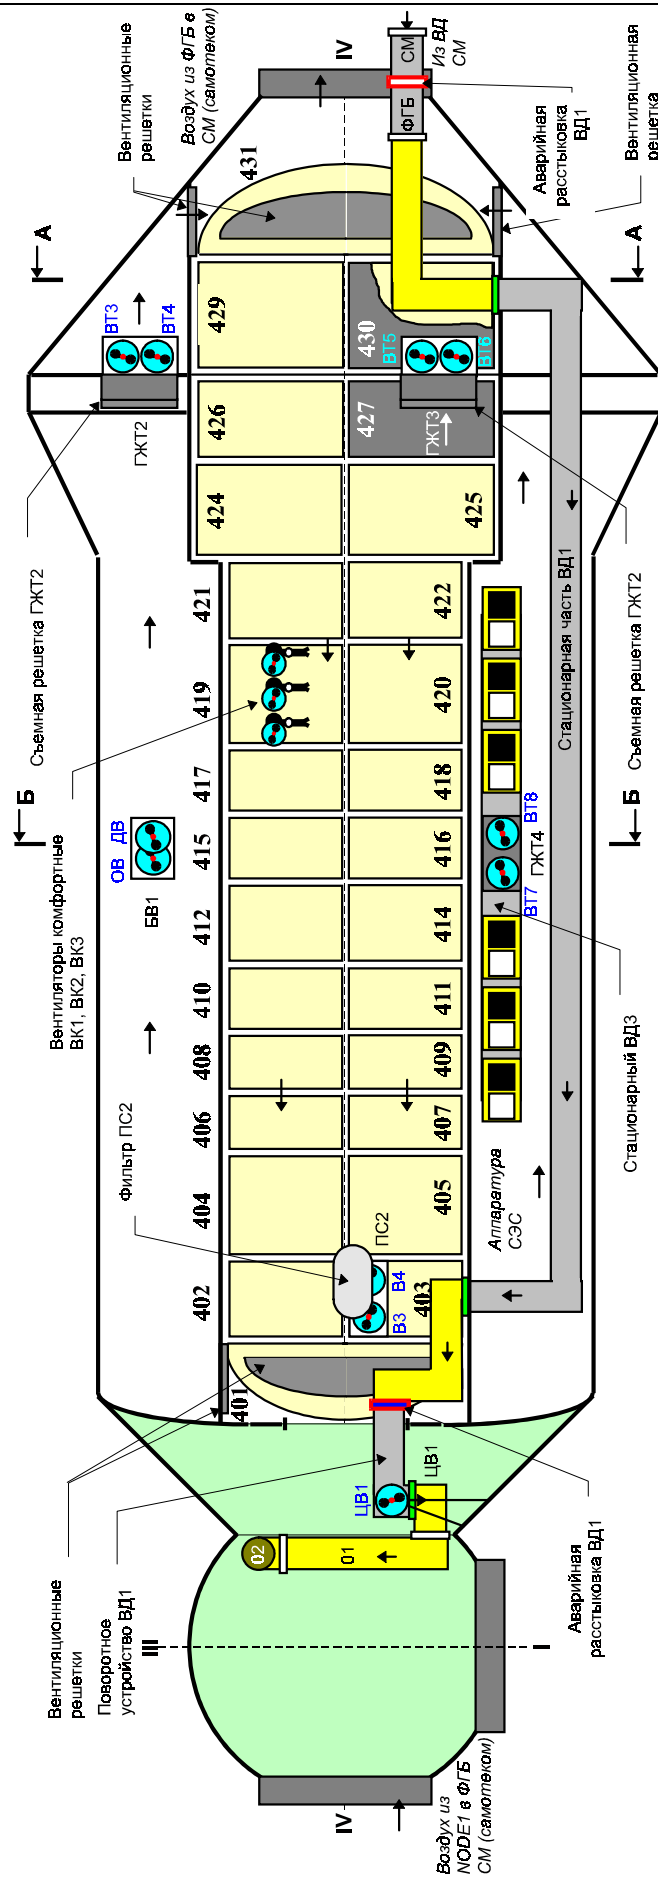 Вентиляционные
решетки
Воздух из ФГБ в
СМ (самотеком)
IV
Из ВД
СМ
СМ
ФГБ
431
Аварийная
расстыковка
ВД1
Вентиляционная
решетка
А
А
ВТ3
ВТ4
429
430
ВТ5
ВТ6
ГЖТ2
426
427
ГЖТ3
424
425
Съемная решетка ГЖТ2
421
422
Стационарная часть ВД1
Съемная решетка ГЖТ2
419
420
Б
Б
417
418
Вентиляторы комфортные
ВК1, ВК2, ВК3
ОВ ДВ
БВ1
415
416
ВТ7
ВТ8
ГЖТ4
412
414
410
411
Стационарный ВД3
408
409
406
407
Фильтр ПС2
404
405
Аппаратура
СЭС
ПС2
402
403
В3
В4
401
ЦВ1
ЦВ1
02
01
Вентиляционные
решетки
Поворотное
устройство ВД1
III
I
Аварийная
расстыковка ВД1
IV
Воздух из
NODE1 в ФГБ
СМ (самотеком)